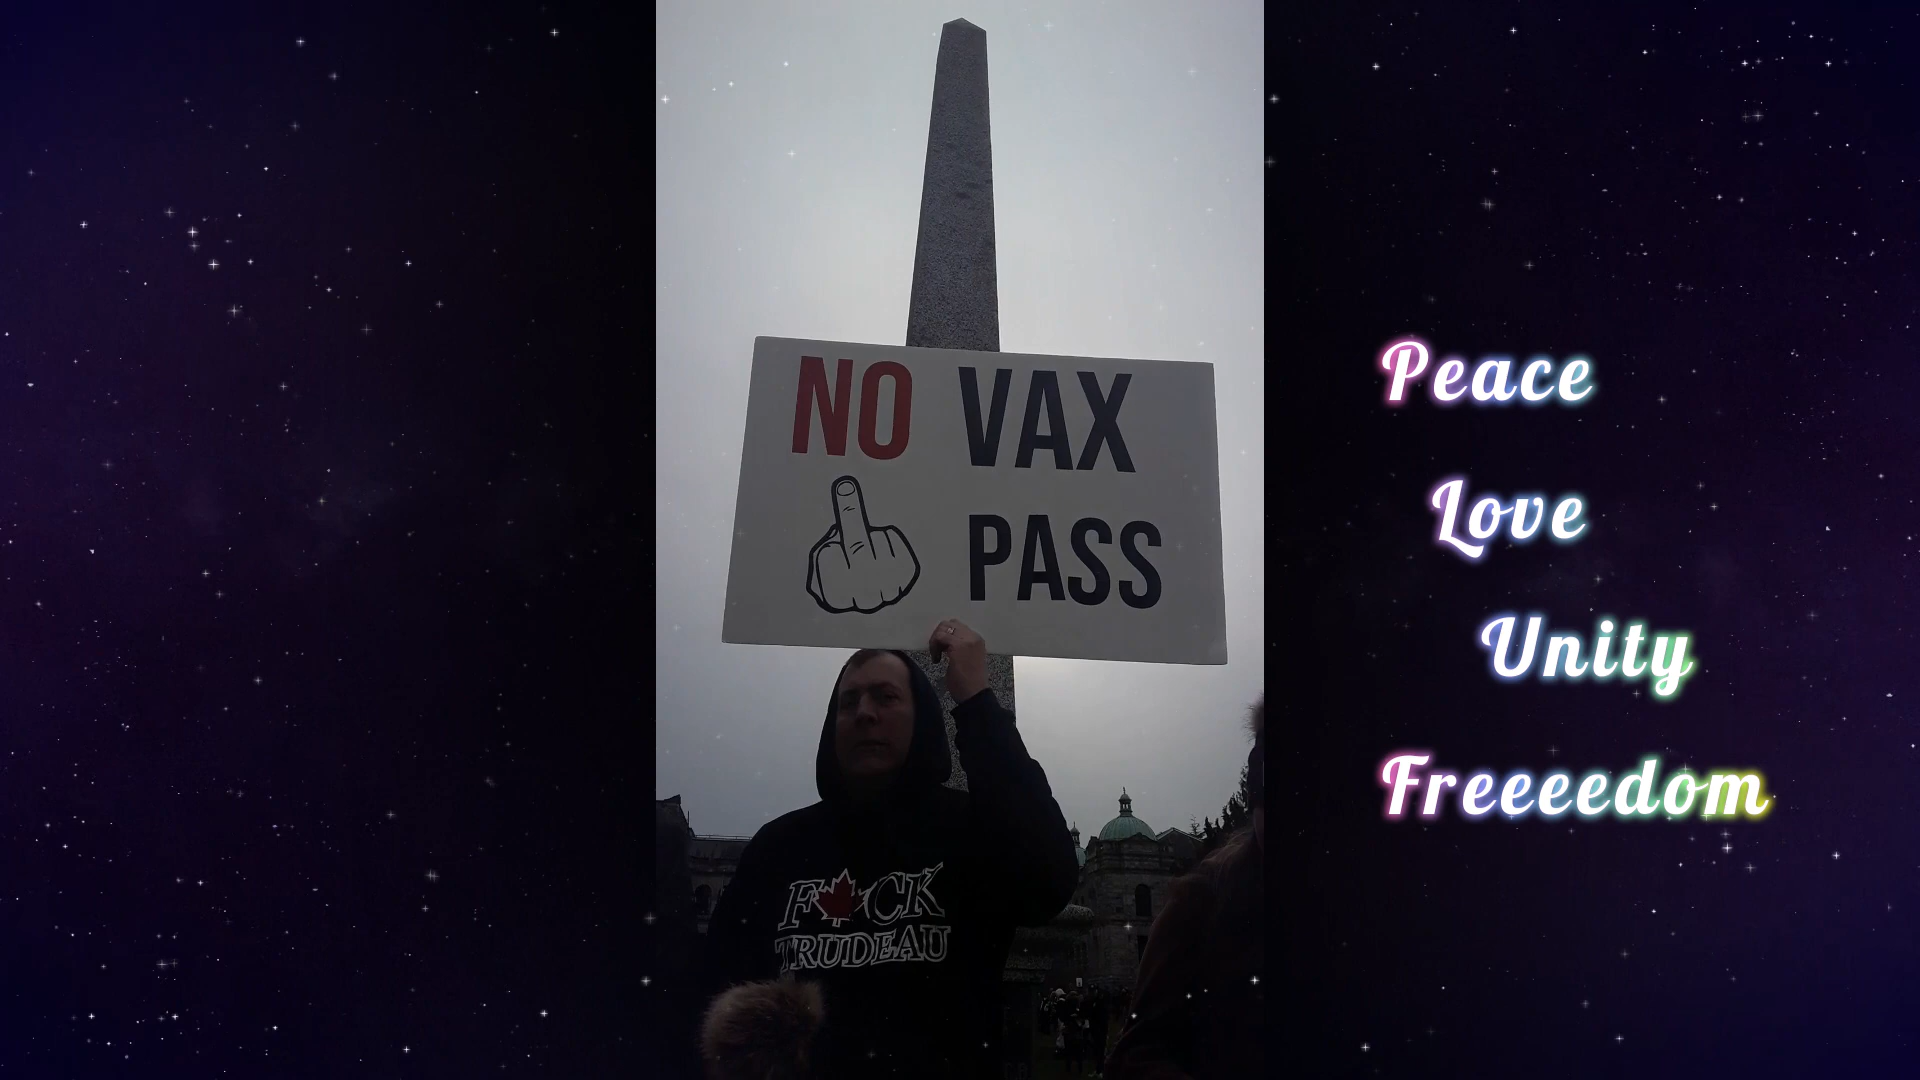 NO VAX
PASS
F CK
TRUDEAU
Peace
Love
Unity
Freeeedom